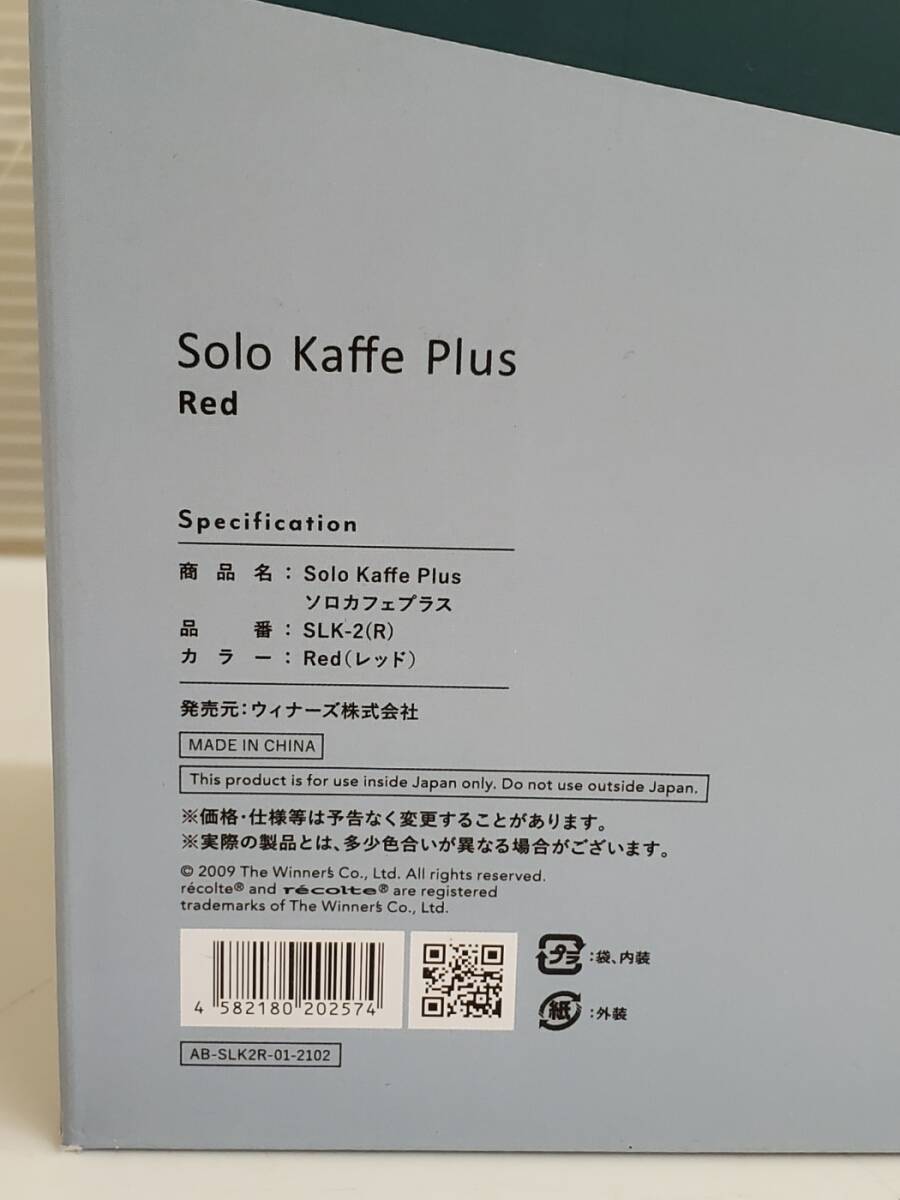 Solo Kaffe Plus
Red
Specification
商品名：Solo Kaffe Plus
ソロカフェプラス
品番：SLK-2(R)
カラー：Red（レッド）
発売元：ウィナーズ株式会社
MADE IN CHINA
This product is for use inside Japan only. Do not use outside Japan.
※価格・仕様等は予告なく変更することがあります。
※実際の製品とは、多少色合いが異なる場合がございます。
© 2009 The Winner's Co., Ltd. All rights reserved.
récolte® and récolte® are registered
trademarks of The Winner's Co., Ltd.
4 582180 202574
プラ：袋、内装
紙：外装
AB-SLK2R-01-2102